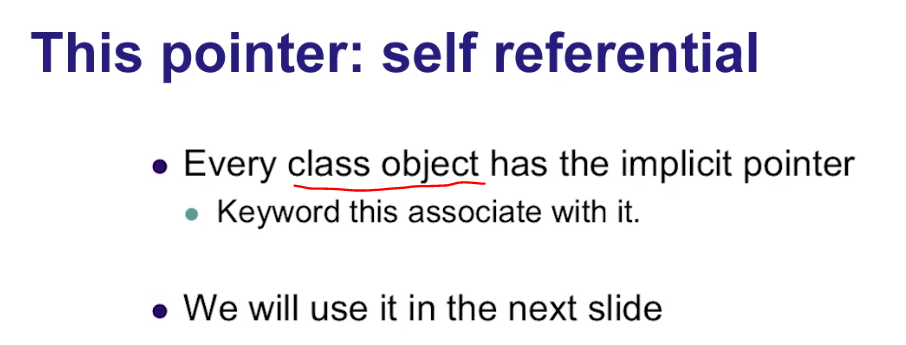 This pointer: self referential
Every class object has the implicit pointer
Keyword this associate with it.
We will use it in the next slide